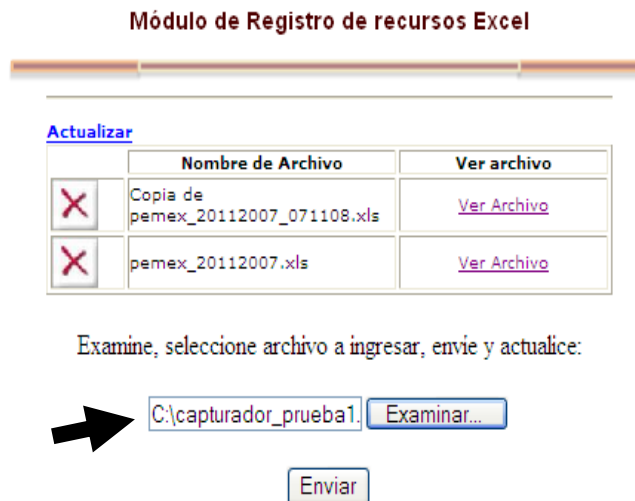 Módulo de Registro de recursos Excel
Actualizar
Nombre de Archivo Ver archivo
Copia de
pemex_20112007_071108.xls Ver Archivo
pemex_20112007.xls Ver Archivo
Examine, seleccione archivo a ingresar, envie y actualice:
C:\capturador_prueba1. Examinar...
Enviar